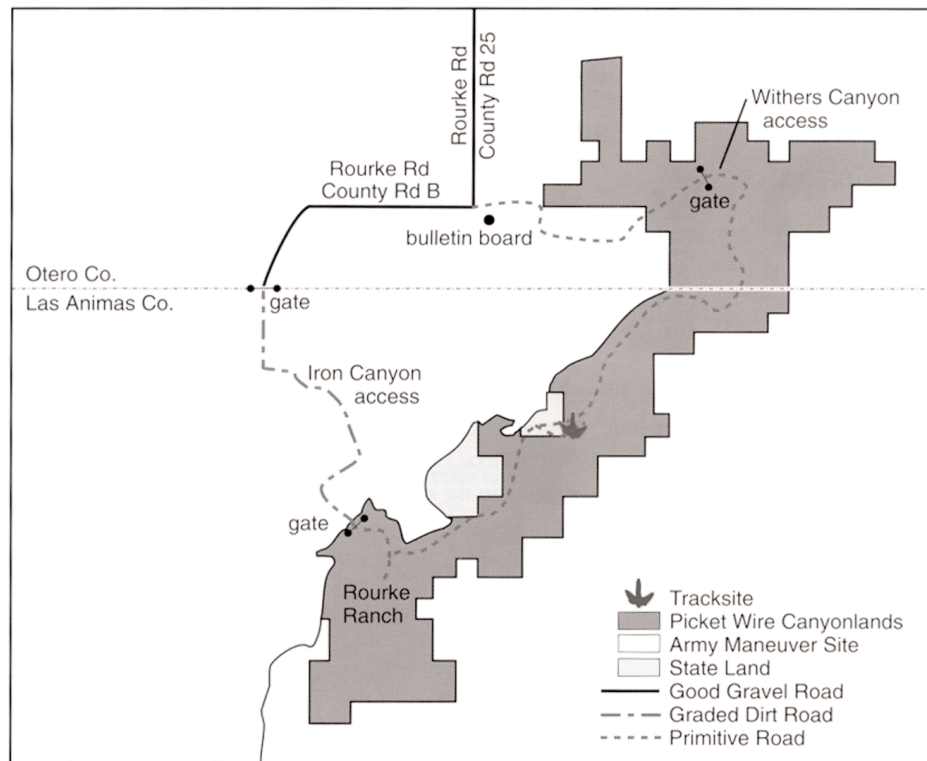 Rourke Rd
County Rd 25
Withers Canyon
access
Rourke Rd
County Rd B
gate
bulletin board
Otero Co.
Las Animas Co.
gate
Iron Canyon
access
gate
Rourke
Ranch
Tracksite
Picket Wire Canyonlands
Army Maneuver Site
State Land
Good Gravel Road
Graded Dirt Road
Primitive Road